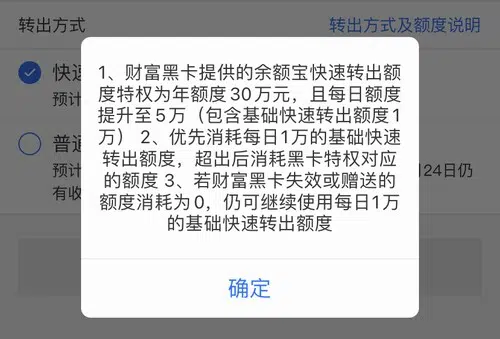 转出方式 转出方式及额度说明
1、财富黑卡提供的余额宝快速转出额
度特权为年额度30万元，且每日额度
提升至5万（包含基础快速转出额度1
万） 2、优先消耗每日1万的基础快速
转出额度，超出后消耗黑卡特权对应
的额度 3、若财富黑卡失效或赠送的
额度消耗为0，仍可继续使用每日1万
的基础快速转出额度
确定
快速
预计
普通
预计 24日仍
有收